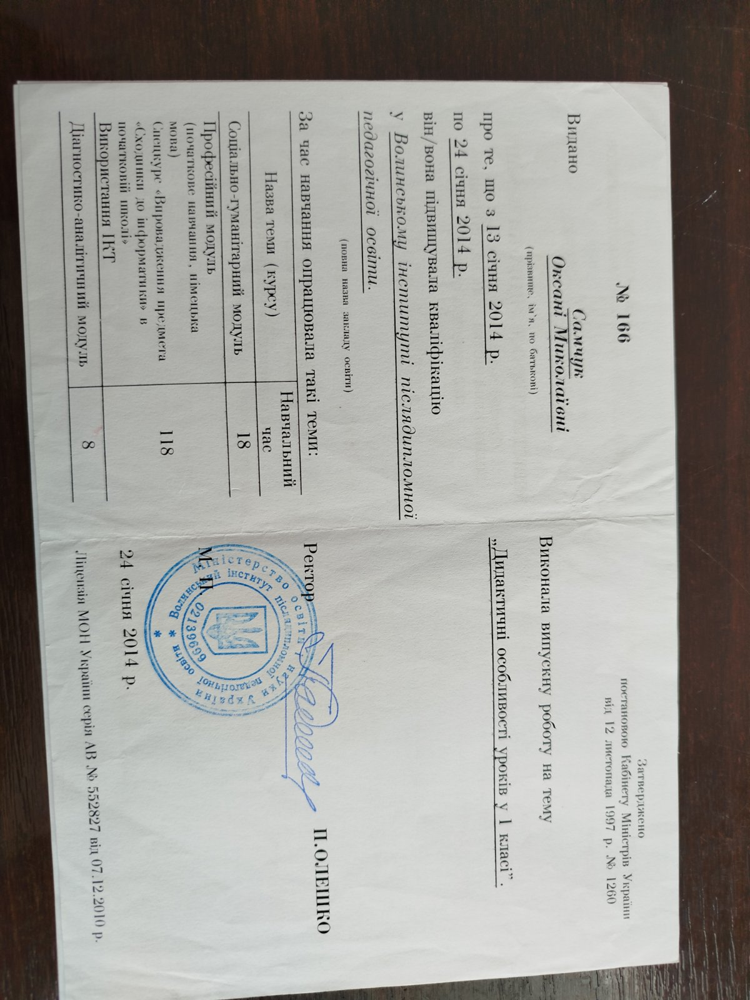 № 166
Видано
Самчук
Оксані Миколаївні
(прізвище, ім`я, по батькові)
про те, що з 13 січня 2014 р.
по 24 січня 2014 р.
він/вона підвищувала кваліфікацію
у Волинському інституті післядипломної
педагогічної освіти.
(повна назва закладу освіти)
За час навчання опрацювала такі теми:
Назва теми (курсу)
Навчальний
час
Соціально-гуманітарний модуль
18
Професійний модуль
(початкове навчання, німецька
мова)
Спецкурс «Впровадження предмета
«Сходинки до інформатики» в
початковій школі»
Використання ІКТ
118
Діагностико-аналітичний модуль
8
Затверджено
постановою Кабінету Міністрів України
від 12 листопада 1997 р. № 1260
Виконала випускну роботу на тему
„Дидактичні особливості уроків у 1 класі”.
Ректор
П.ОЛЕШКО
М. П.
Міністерство освіти і науки України
Волинський інститут післядипломної педагогічної освіти
02139699
24 січня 2014 р.
Ліцензія МОН України серія АВ № 552827 від 07.12.2010 р.